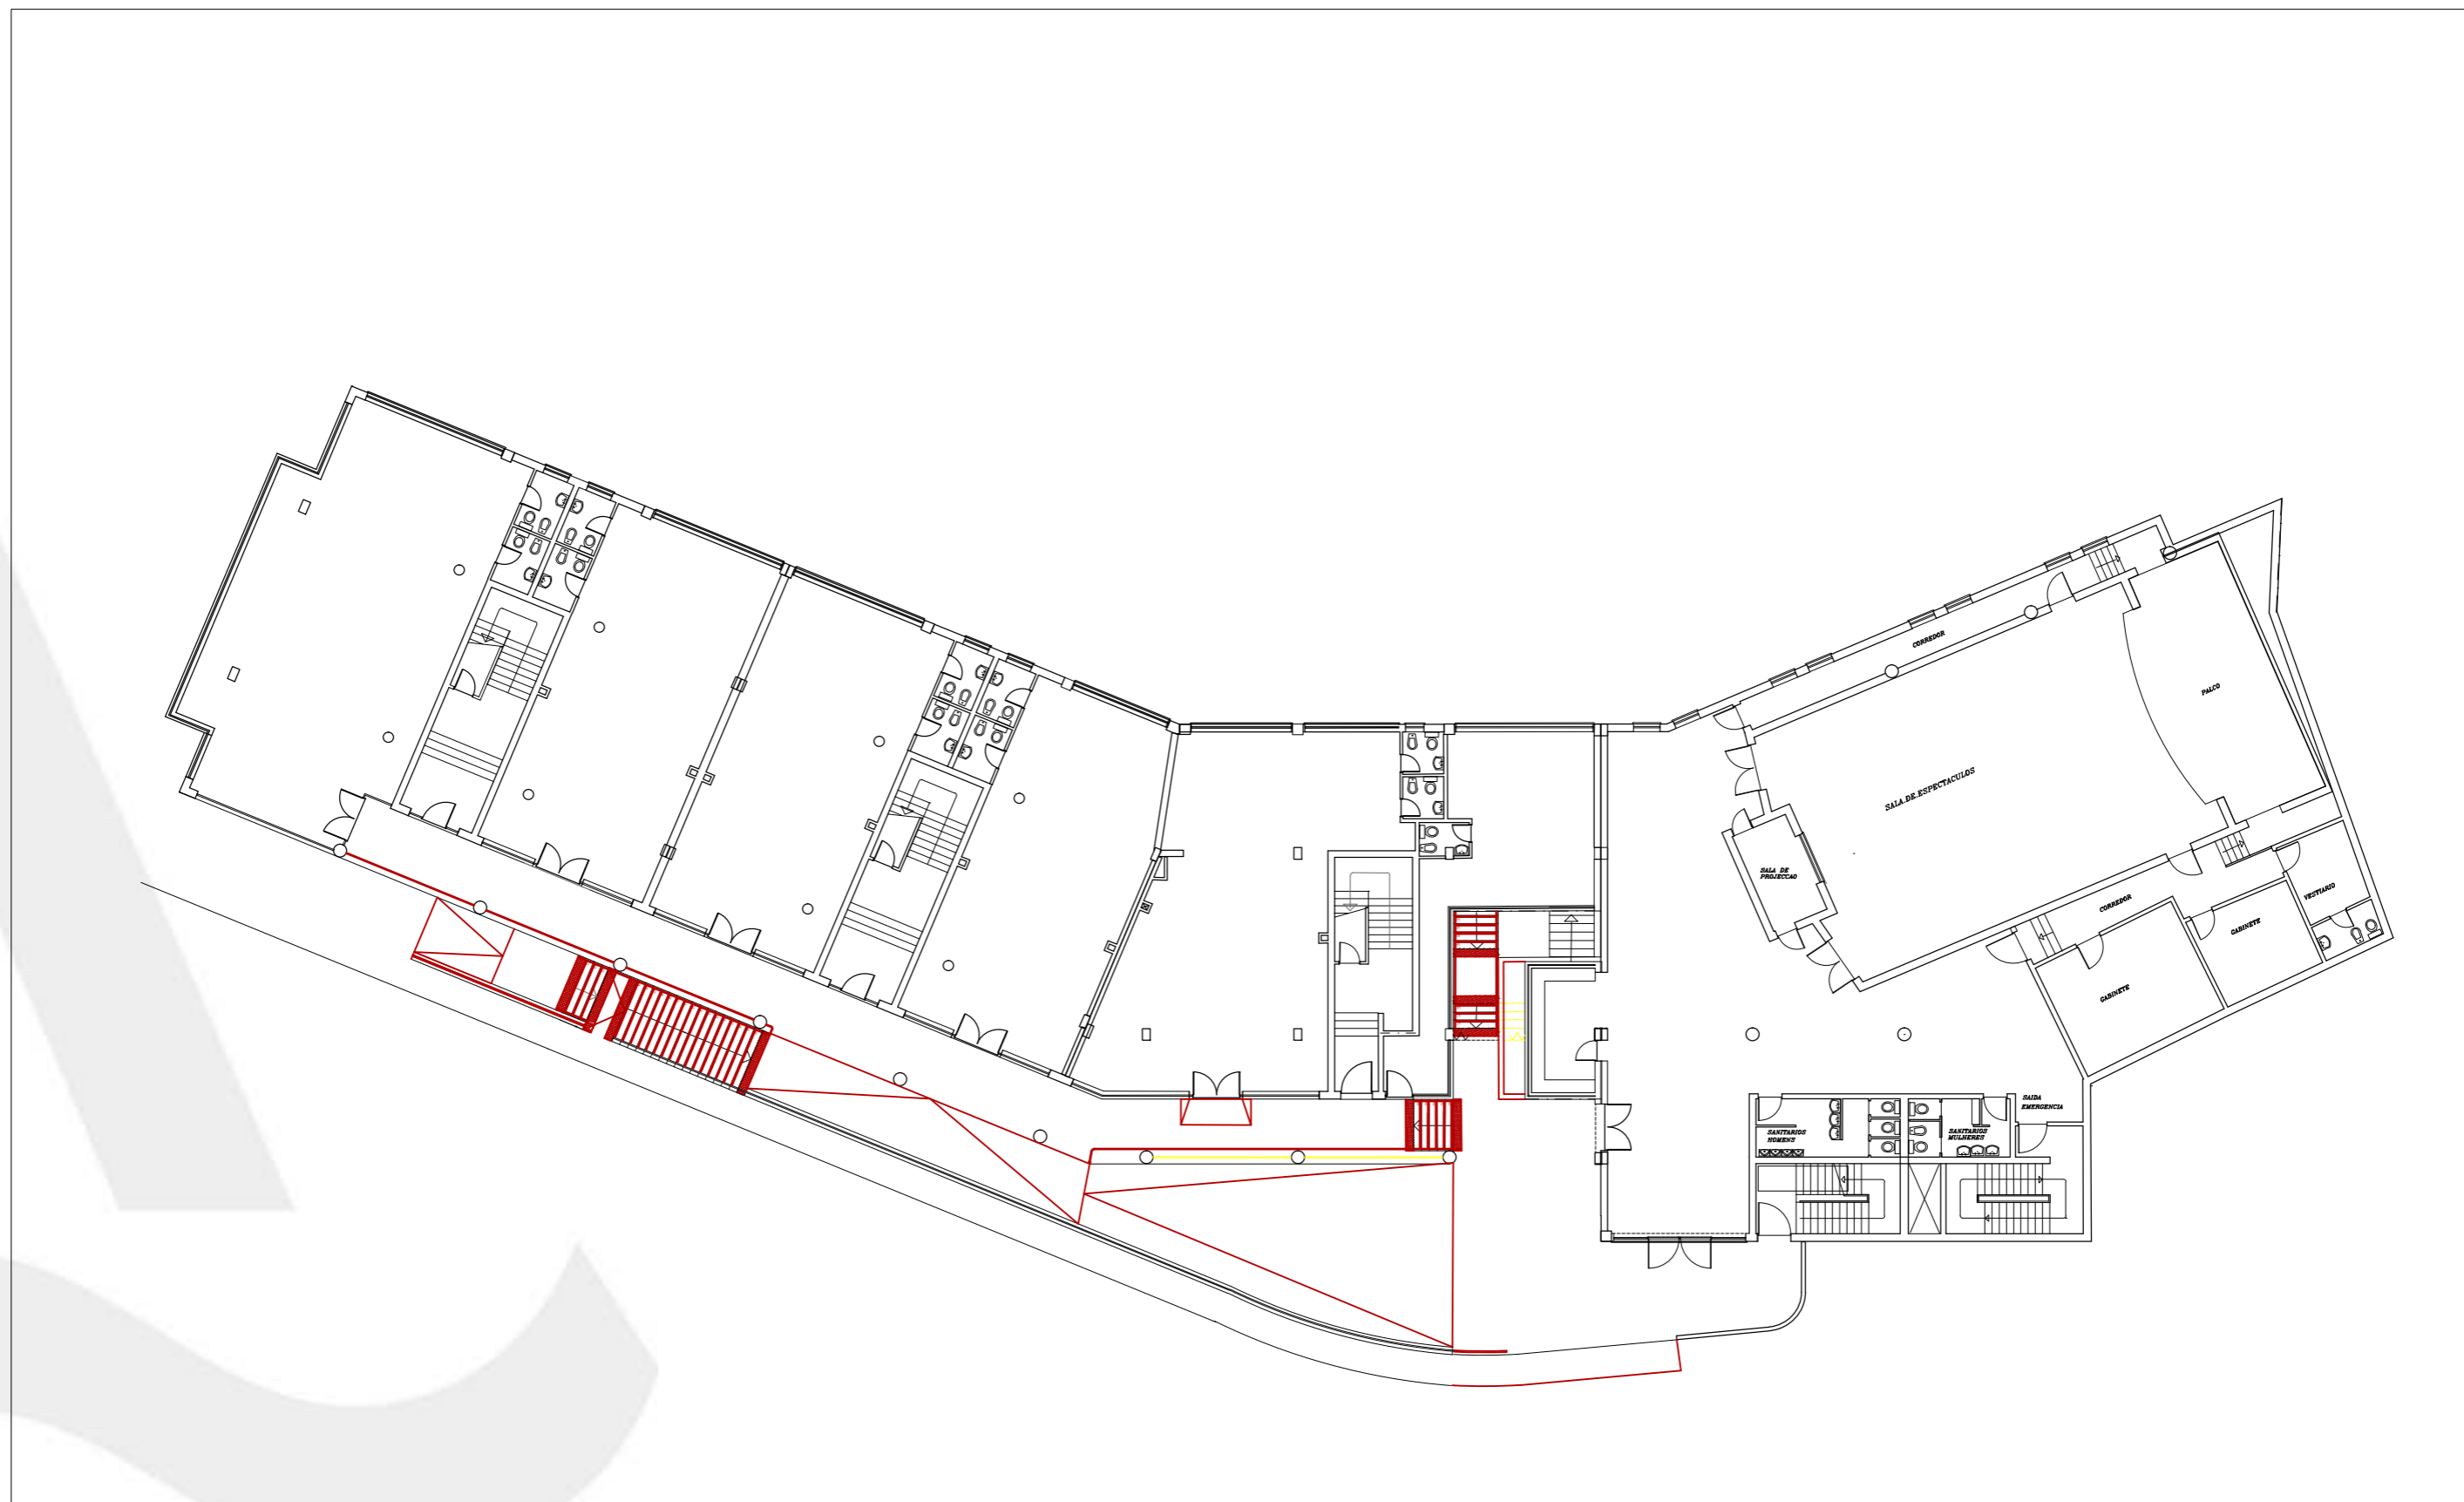 CORREDOR
PALCO
SALA DE ESPECTACULOS
SALA DE
PROJECCAO
VESTIARIO
CORREDOR
GABINETE
GABINETE
SAIDA
EMERGENCIA
SANITARIOS
HOMENS
SANITARIOS
MULHERES